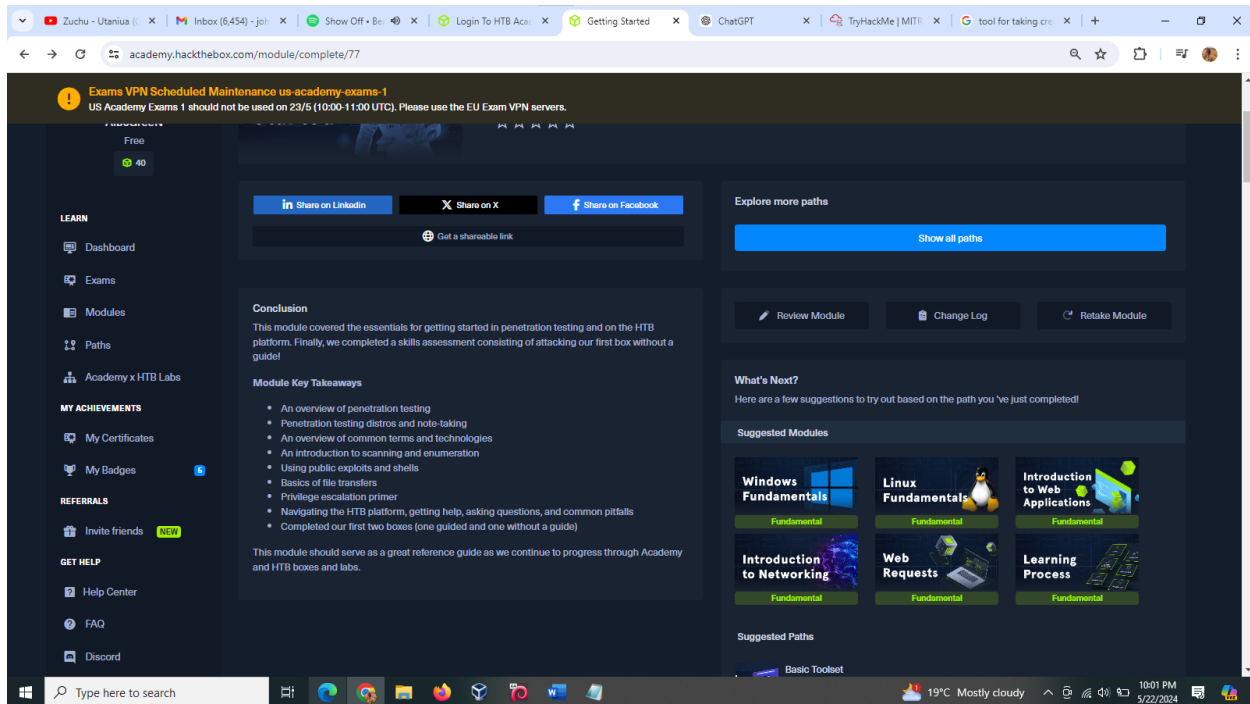 Zuchu - Utaniua (
Inbox (6,454) - joh
Show Off • Be
Login To HTB Aca
Getting Started
ChatGPT
TryHackMe | MITR
tool for taking cre
academy.hackthebox.com/module/complete/77
Exams VPN Scheduled Maintenance us-academy-exams-1
US Academy Exams 1 should not be used on 23/5 (10:00-11:00 UTC). Please use the EU Exam VPN servers.
Free
40
LEARN
Dashboard
Exams
Modules
Paths
Academy x HTB Labs
MY ACHIEVEMENTS
My Certificates
My Badges
6
REFERRALS
Invite friends NEW
GET HELP
Help Center
FAQ
Discord
in Share on Linkedin
X Share on X
f Share on Facebook
Get a shareable link
Conclusion
This module covered the essentials for getting started in penetration testing and on the HTB
platform. Finally, we completed a skills assessment consisting of attacking our first box without a
guide!
Module Key Takeaways
• An overview of penetration testing
• Penetration testing distros and note-taking
• An overview of common terms and technologies
• An introduction to scanning and enumeration
• Using public exploits and shells
• Basics of file transfers
• Privilege escalation primer
• Navigating the HTB platform, getting help, asking questions, and common pitfalls
• Completed our first two boxes (one guided and one without a guide)
This module should serve as a great reference guide as we continue to progress through Academy
and HTB boxes and labs.
Explore more paths
Show all paths
Review Module
Change Log
Retake Module
What's Next?
Here are a few suggestions to try out based on the path you 've just completed!
Suggested Modules
Windows
Fundamentals
Fundamental
Linux
Fundamentals
Fundamental
Introduction
to Web
Applications
Fundamental
Introduction
to Networking
Fundamental
Web
Requests
Fundamental
Learning
Process
Fundamental
Suggested Paths
Basic Toolset
Type here to search
19°C Mostly cloudy
10:01 PM
5/22/2024